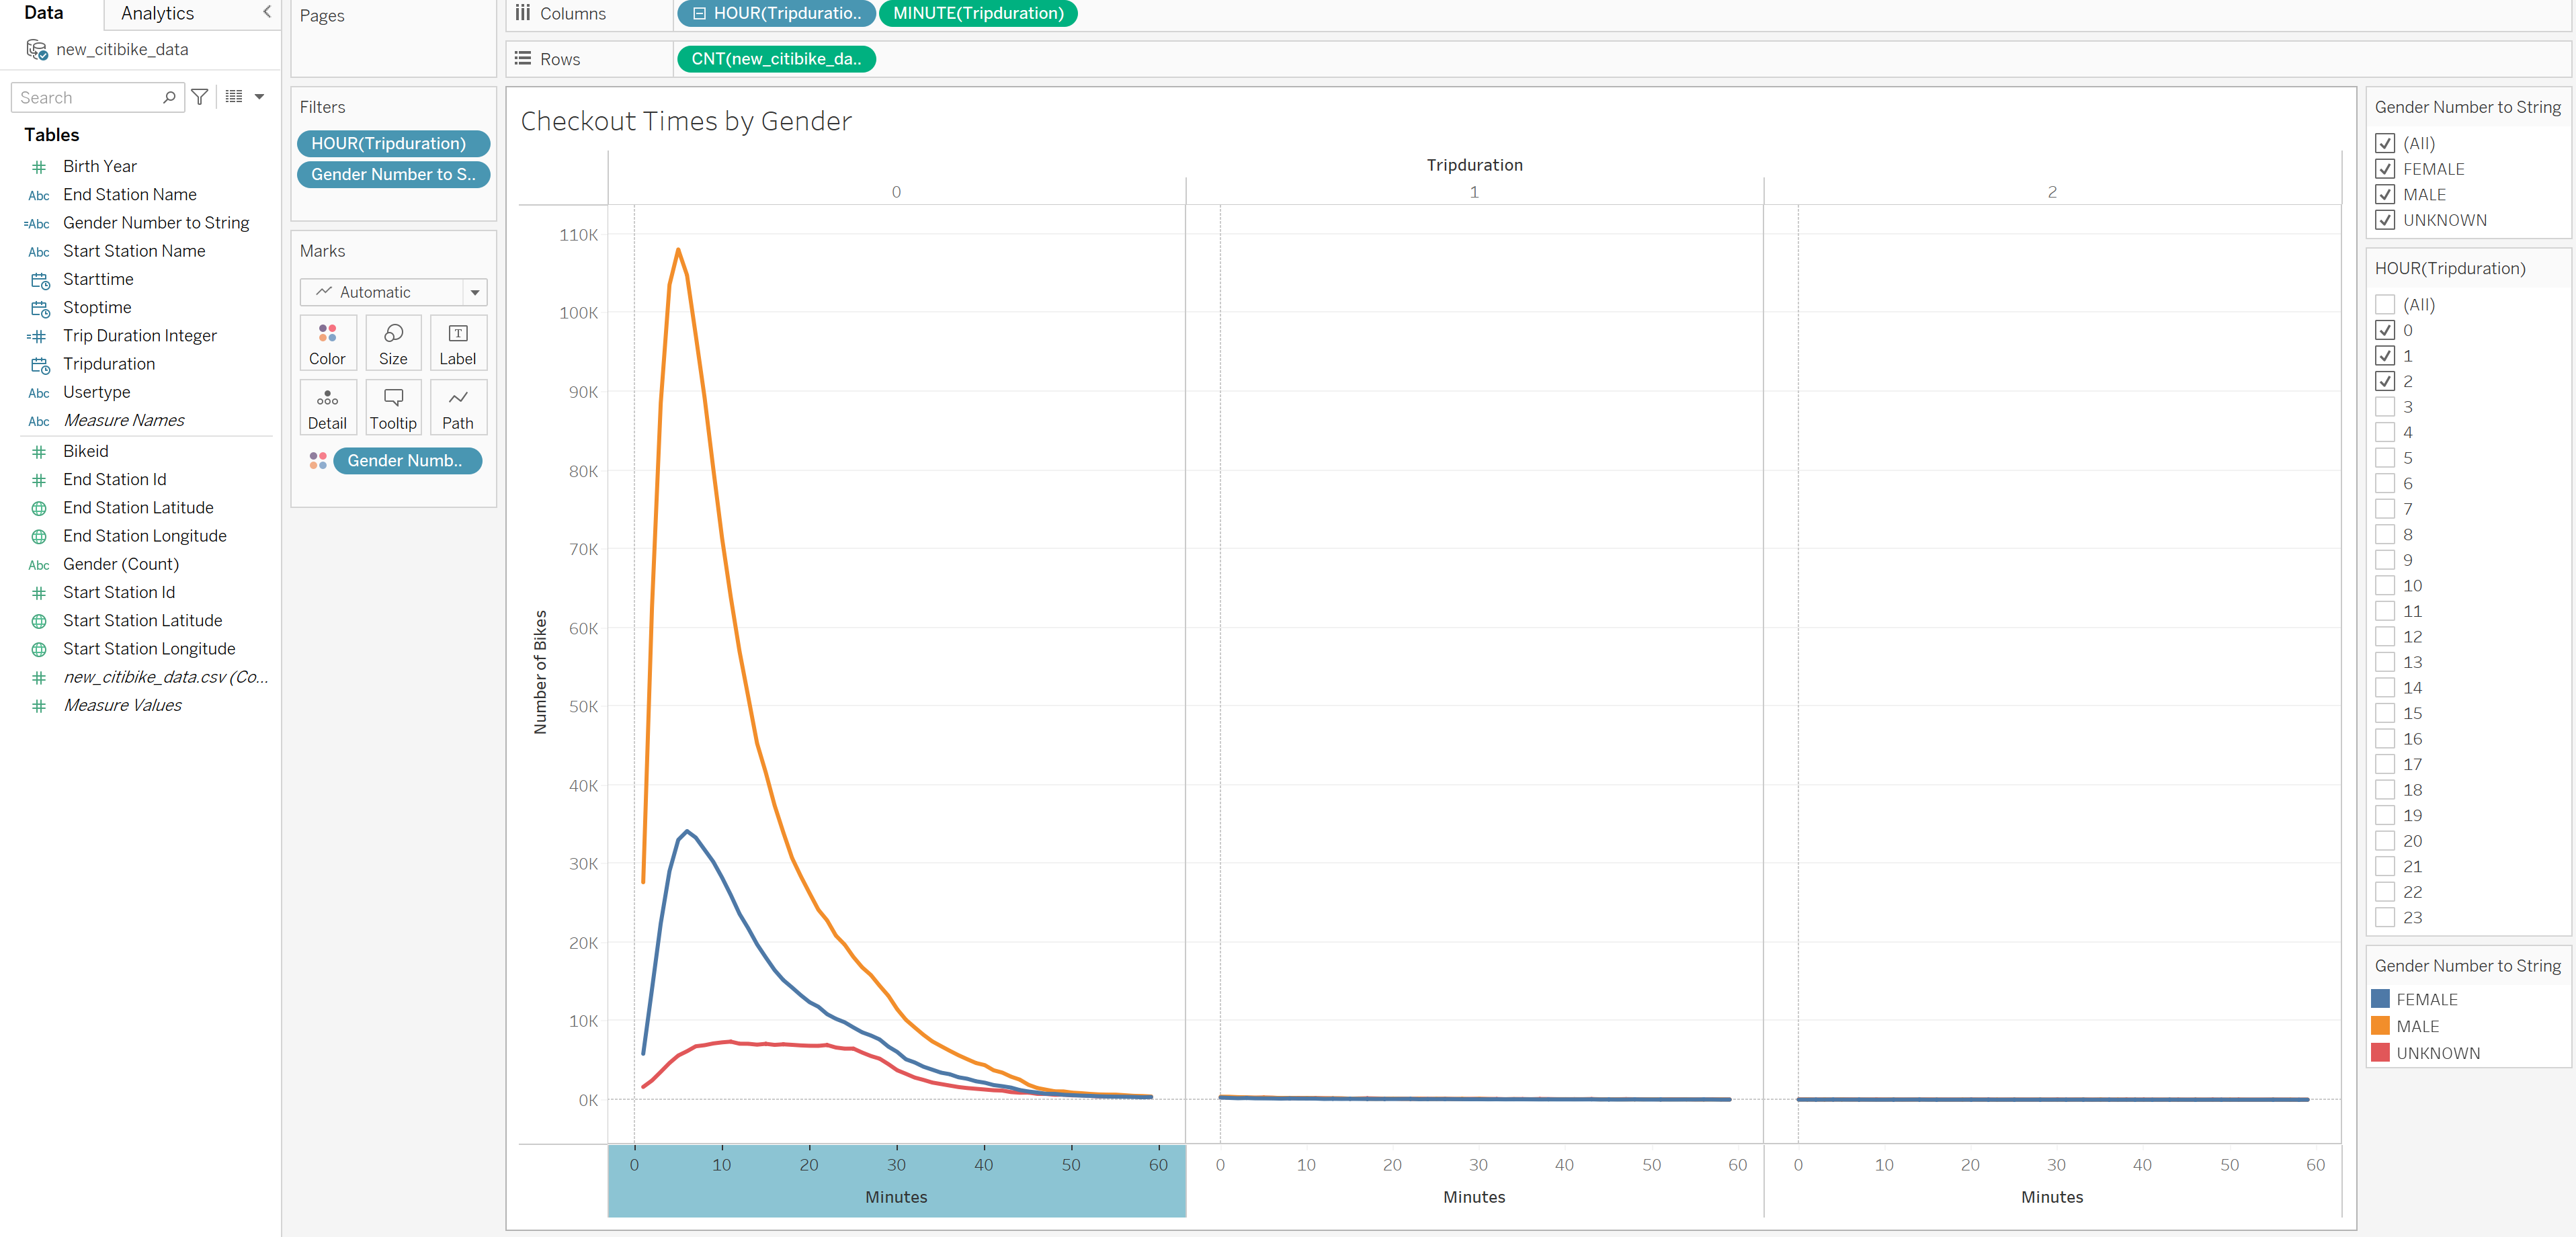 Data
Analytics
new_citibike_data
Search
Tables
Birth Year
Abc End Station Name
=Abc Gender Number to String
Abc Start Station Name
Starttime
Stoptime
Trip Duration Integer
Tripduration
Abc Usertype
Abc Measure Names
Bikeid
End Station Id
End Station Latitude
End Station Longitude
Abc Gender (Count)
Start Station Id
Start Station Latitude
Start Station Longitude
new_citibike_data.csv (Co...
Measure Values
Pages
Filters
HOUR(Tripduration)
Gender Number to S..
Marks
Automatic
Color Size Label
Detail Tooltip Path
Gender Numb..
Columns HOUR(Tripduratio.. MINUTE(Tripduration)
Rows CNT(new_citibike_da..
Checkout Times by Gender
Tripduration
0 1 2
110K
100K
90K
80K
70K
60K
50K
40K
30K
20K
10K
0K
Number of Bikes
0 10 20 30 40 50 60 0 10 20 30 40 50 60 0 10 20 30 40 50 60
Minutes Minutes Minutes
Gender Number to String
(All)
FEMALE
MALE
UNKNOWN
HOUR(Tripduration)
(All)
0
1
2
3
4
5
6
7
8
9
10
11
12
13
14
15
16
17
18
19
20
21
22
23
Gender Number to String
FEMALE
MALE
UNKNOWN